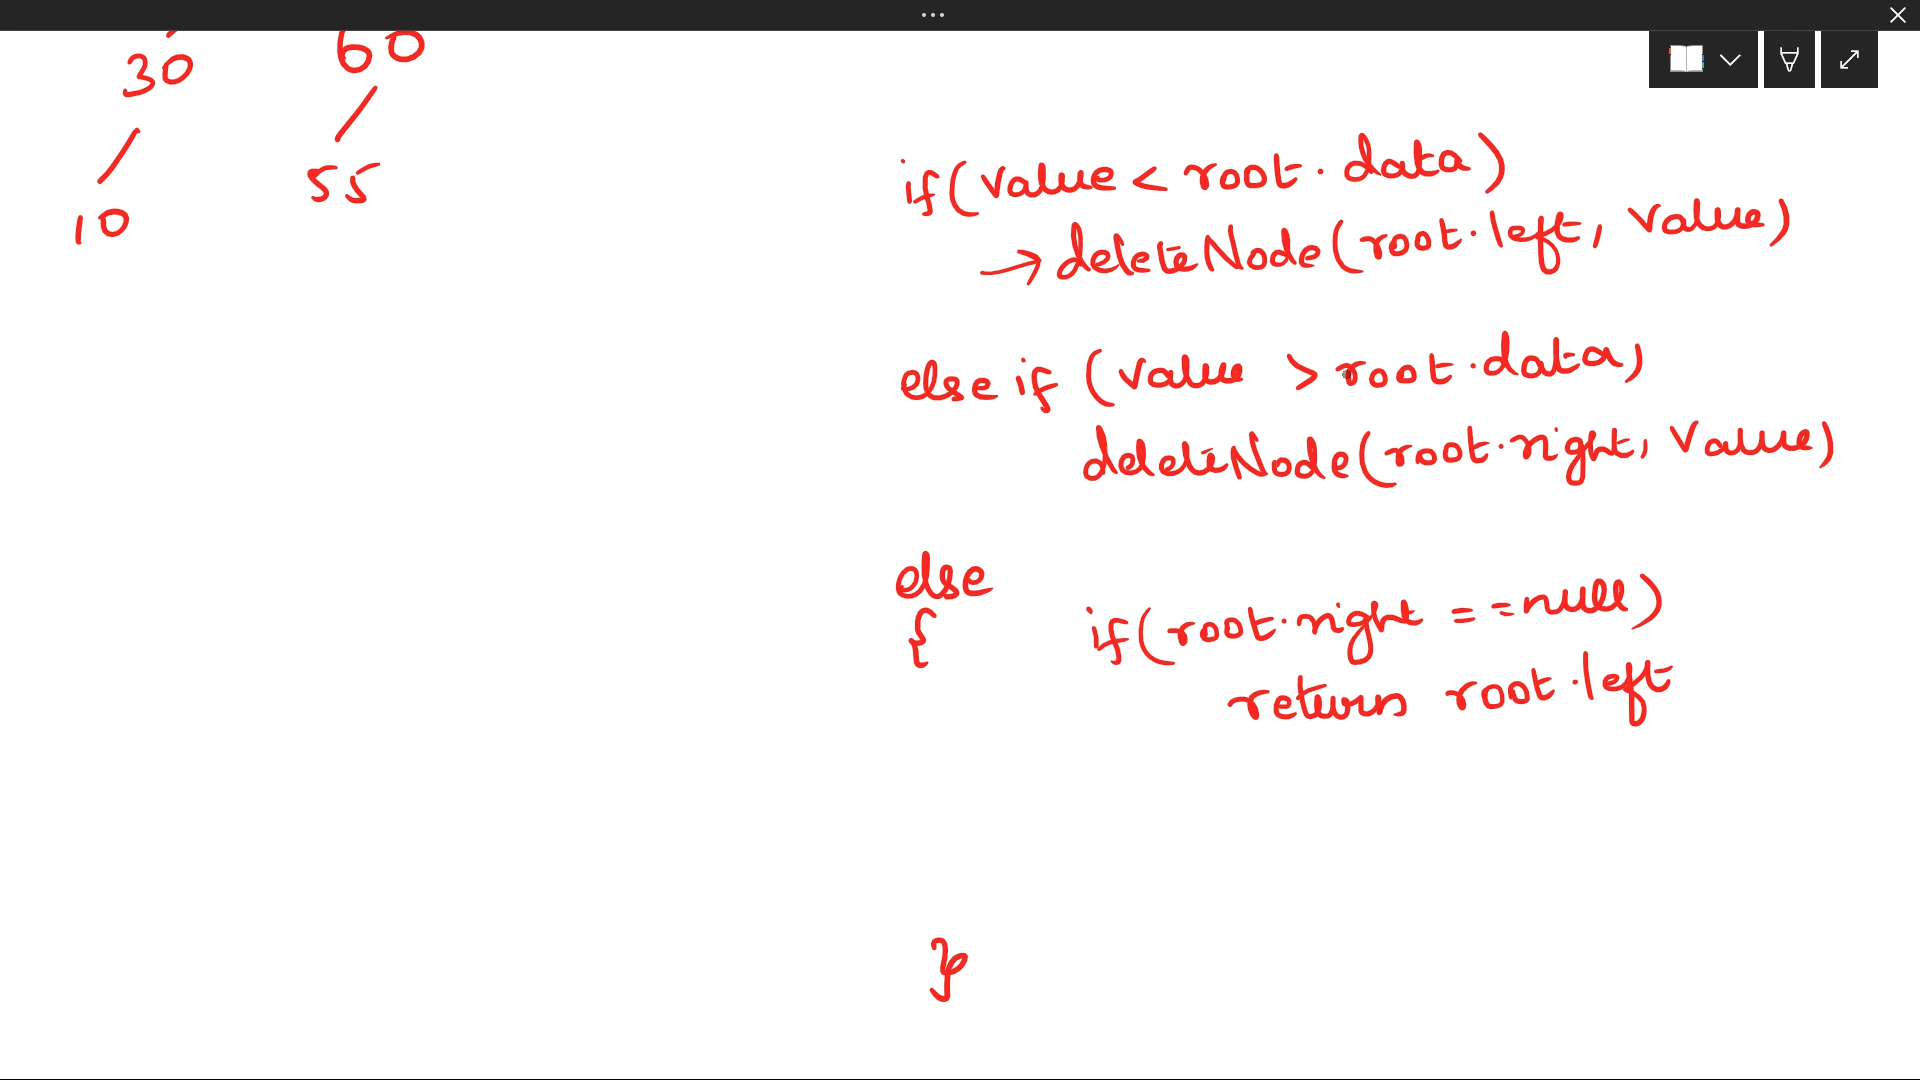 30 60
55
10
if(value < root.data)
→ deleteNode(root.left, value)
else if (value > root.data)
deleteNode(root.right, value)
else
{ if(root.right == null)
return root.left
}